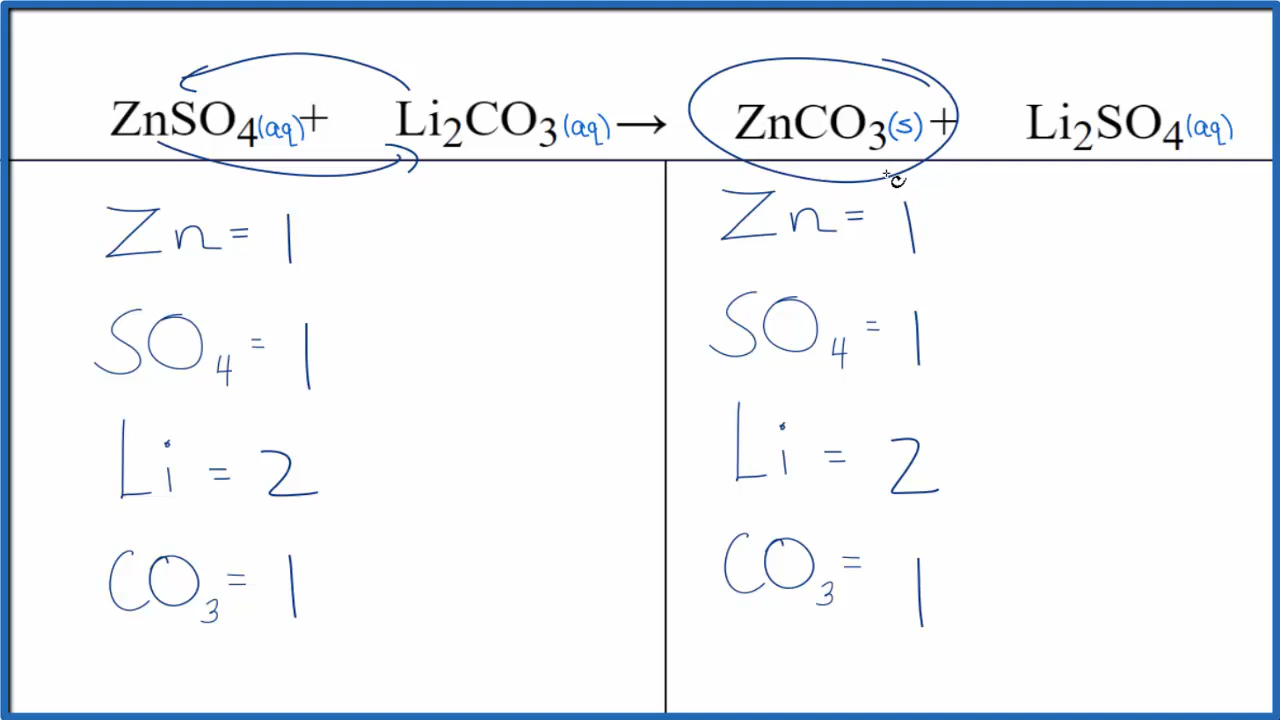 ZnSO₄(aq)+ Li₂CO₃(aq) → ZnCO₃(s)+ Li₂SO₄(aq)
Zn = 1
SO₄ = 1
Li = 2
CO₃ = 1
Zn = 1
SO₄ = 1
Li = 2
CO₃ = 1